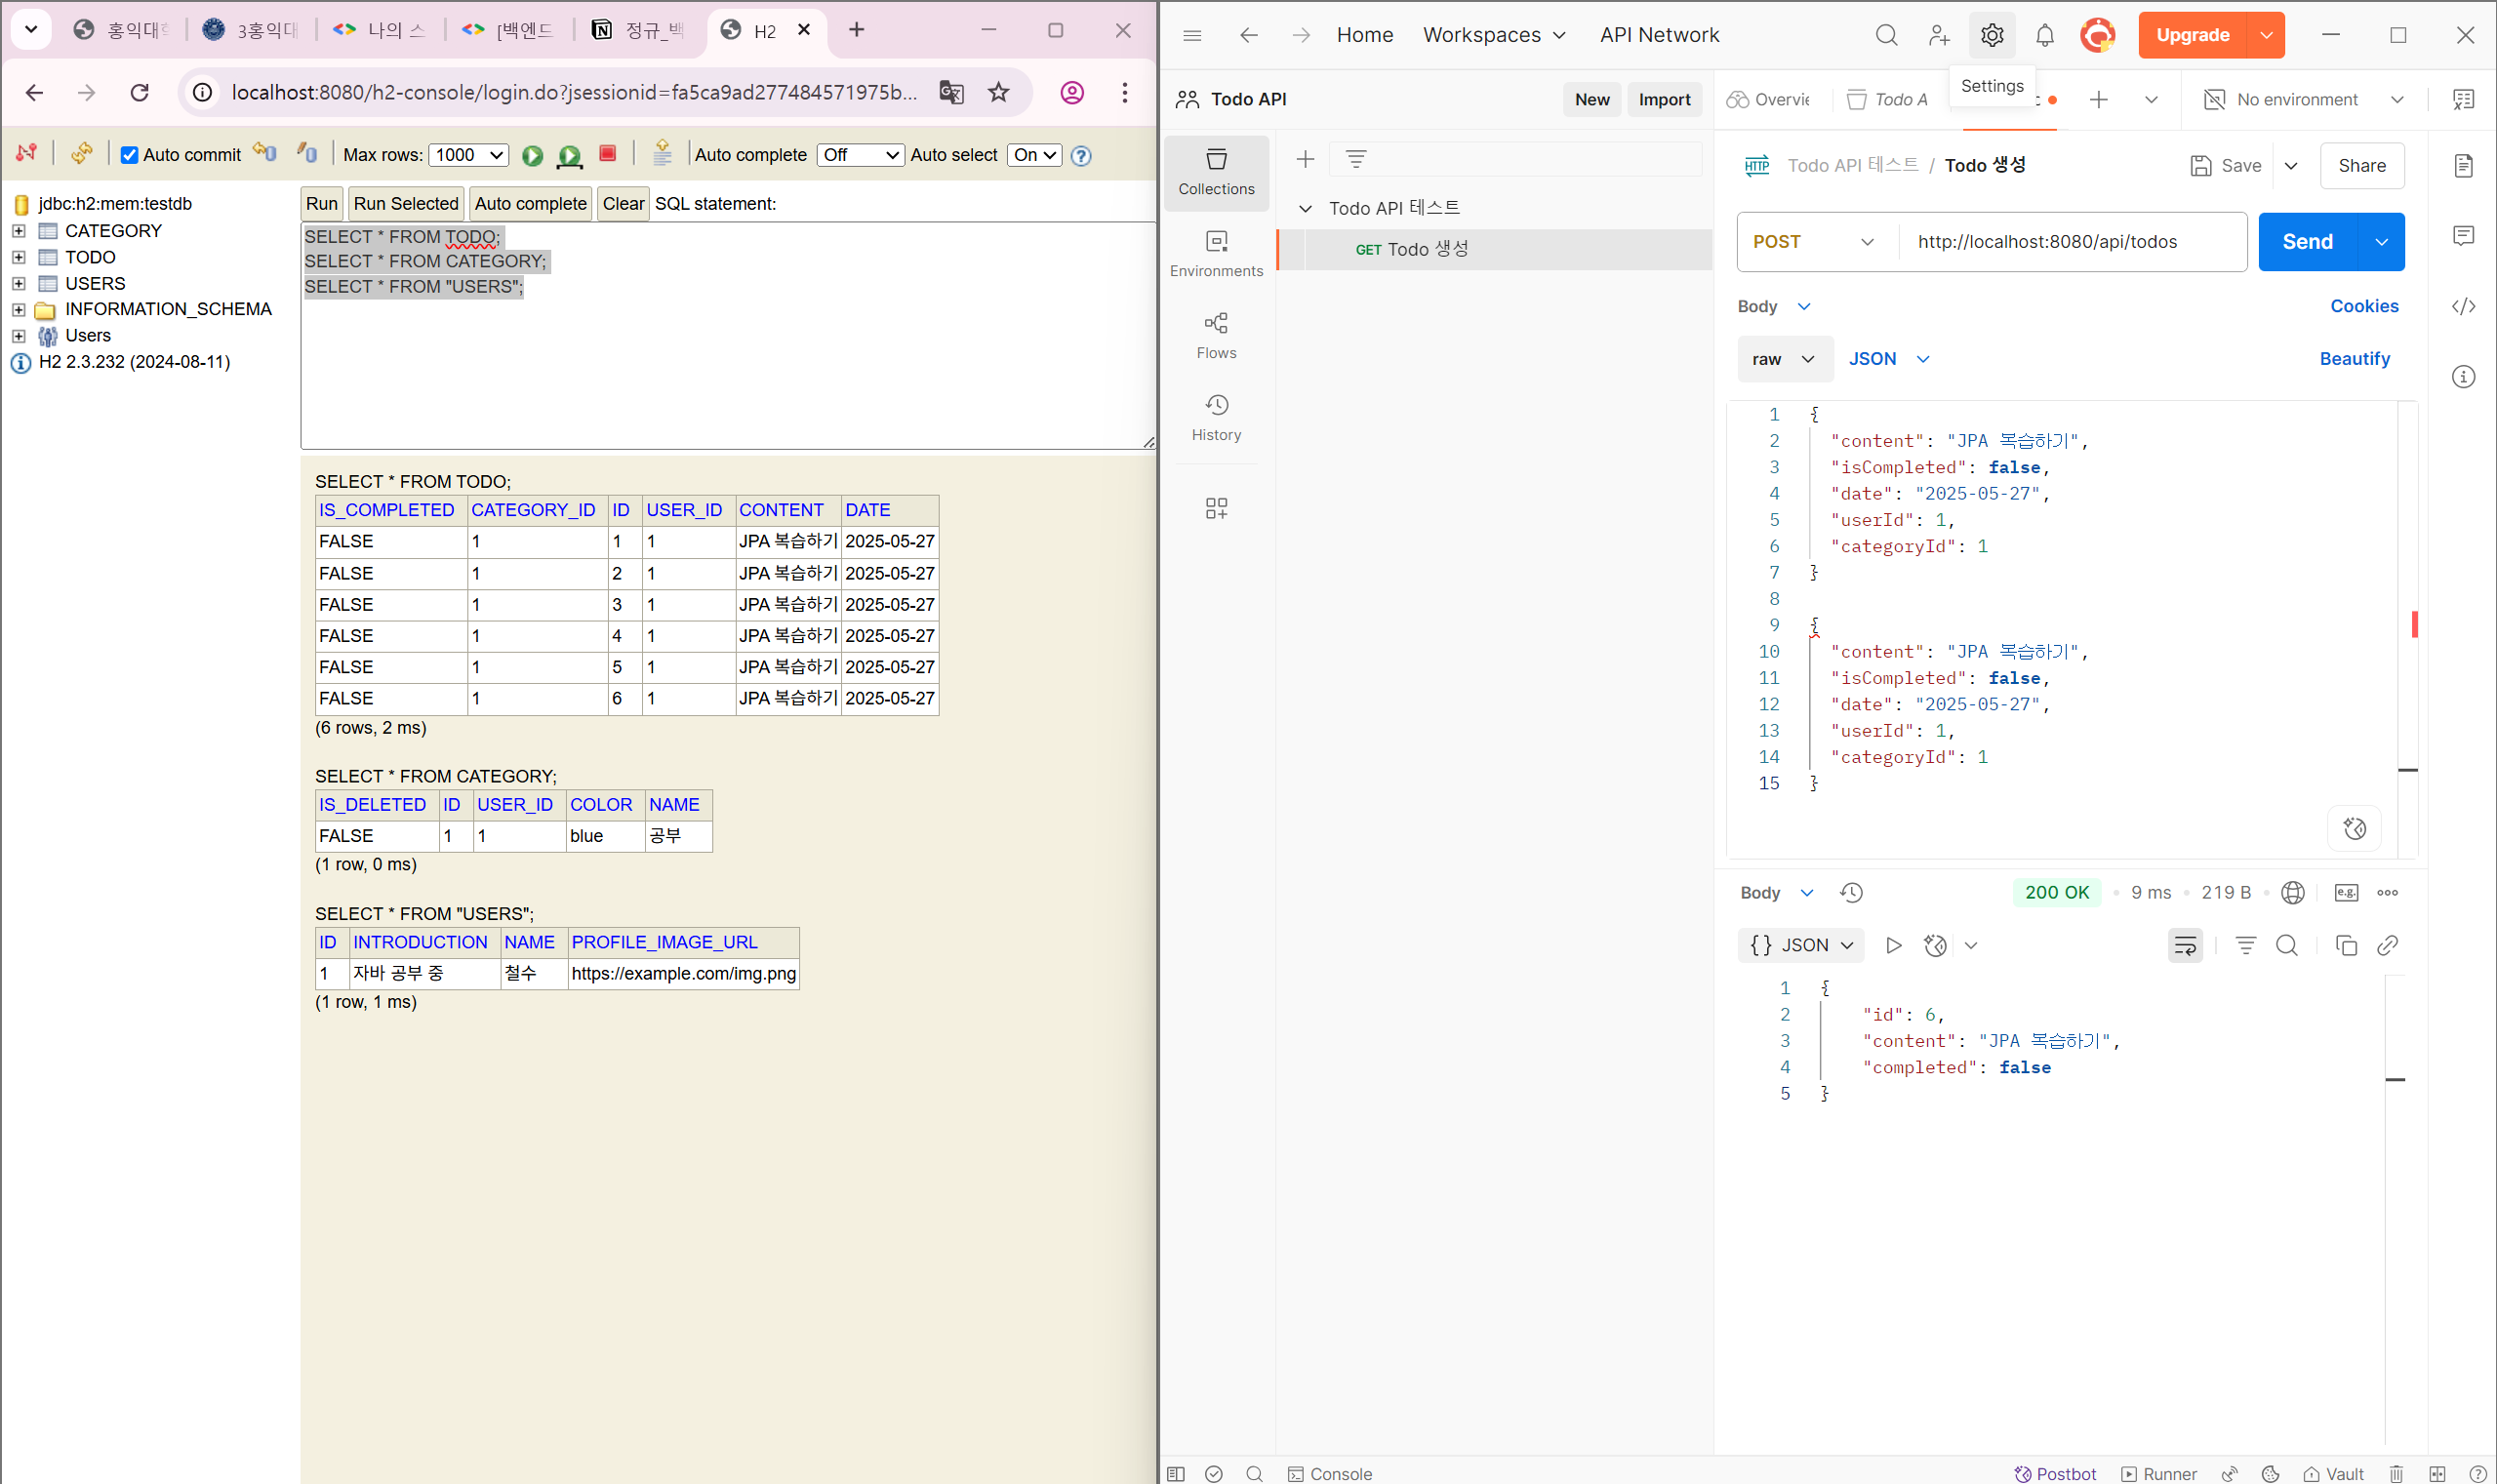 홍익대학
3홍익대
나의 스
[백엔드
정규_백
H2
localhost:8080/h2-console/login.do?jsessionid=fa5ca9ad277484571975b...
Auto commit
Max rows: 1000
Auto complete Off
Auto select On
jdbc:h2:mem:testdb
CATEGORY
TODO
USERS
INFORMATION_SCHEMA
Users
H2 2.3.232 (2024-08-11)
Run
Run Selected
Auto complete
Clear
SQL statement:
SELECT * FROM TODO;
SELECT * FROM CATEGORY;
SELECT * FROM "USERS";
SELECT * FROM TODO;
IS_COMPLETED CATEGORY_ID ID USER_ID CONTENT DATE
FALSE 1 1 1 JPA 복습하기 2025-05-27
FALSE 1 2 1 JPA 복습하기 2025-05-27
FALSE 1 3 1 JPA 복습하기 2025-05-27
FALSE 1 4 1 JPA 복습하기 2025-05-27
FALSE 1 5 1 JPA 복습하기 2025-05-27
FALSE 1 6 1 JPA 복습하기 2025-05-27
(6 rows, 2 ms)
SELECT * FROM CATEGORY;
IS_DELETED ID USER_ID COLOR NAME
FALSE 1 1 blue 공부
(1 row, 0 ms)
SELECT * FROM "USERS";
ID INTRODUCTION NAME PROFILE_IMAGE_URL
1 자바 공부 중 철수 https://example.com/img.png
(1 row, 1 ms)
Home
Workspaces
API Network
Upgrade
Settings
Todo API
New
Import
Overvie
Todo A
No environment
Collections
Environments
Flows
History
Todo API 테스트
GET Todo 생성
HTTP Todo API 테스트 / Todo 생성
Save
Share
POST
http://localhost:8080/api/todos
Send
Body
Cookies
raw
JSON
Beautify
1 {
2 "content": "JPA 복습하기",
3 "isCompleted": false,
4 "date": "2025-05-27",
5 "userId": 1,
6 "categoryId": 1
7 }
8
9 {
10 "content": "JPA 복습하기",
11 "isCompleted": false,
12 "date": "2025-05-27",
13 "userId": 1,
14 "categoryId": 1
15 }
Body
200 OK
9 ms
219 B
e.g.
{} JSON
1 {
2 "id": 6,
3 "content": "JPA 복습하기",
4 "completed": false
5 }
Console
Postbot
Runner
Vault